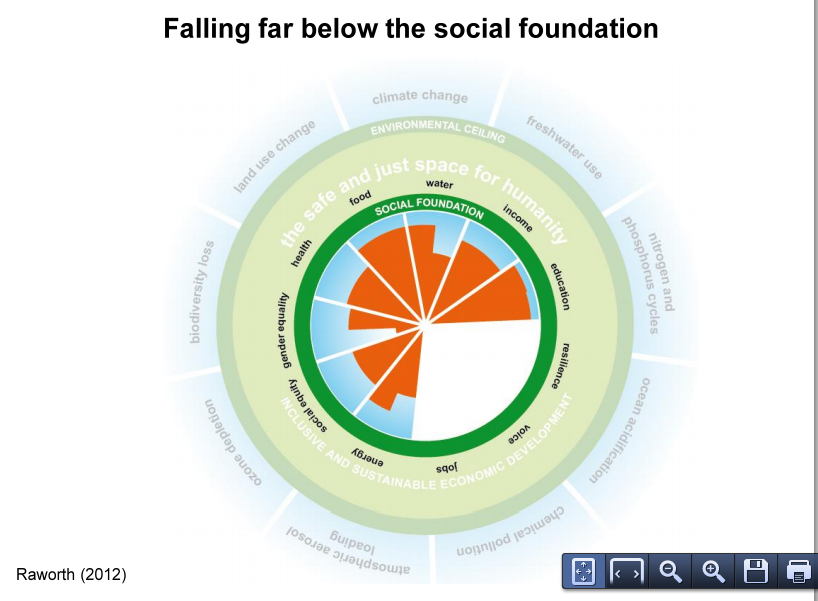 Falling far below the social foundation
climate change
freshwater use
nitrogen and
phosphorus cycles
ocean acidification
chemical pollution
atmospheric aerosol
loading
ozone depletion
biodiversity loss
land use change
ENVIRONMENTAL CEILING
the safe and just space for humanity
water
income
education
resilience
voice
jobs
energy
social equity
gender equality
health
food
SOCIAL FOUNDATION
INCLUSIVE AND SUSTAINABLE ECONOMIC DEVELOPMENT
Raworth (2012)